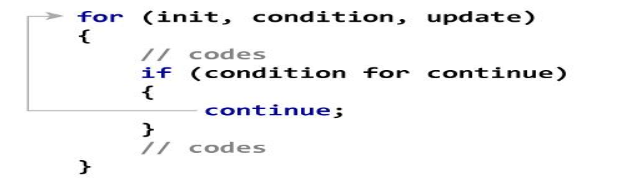 for (init, condition, update)
{
// codes
if (condition for continue)
{
continue;
}
// codes
}